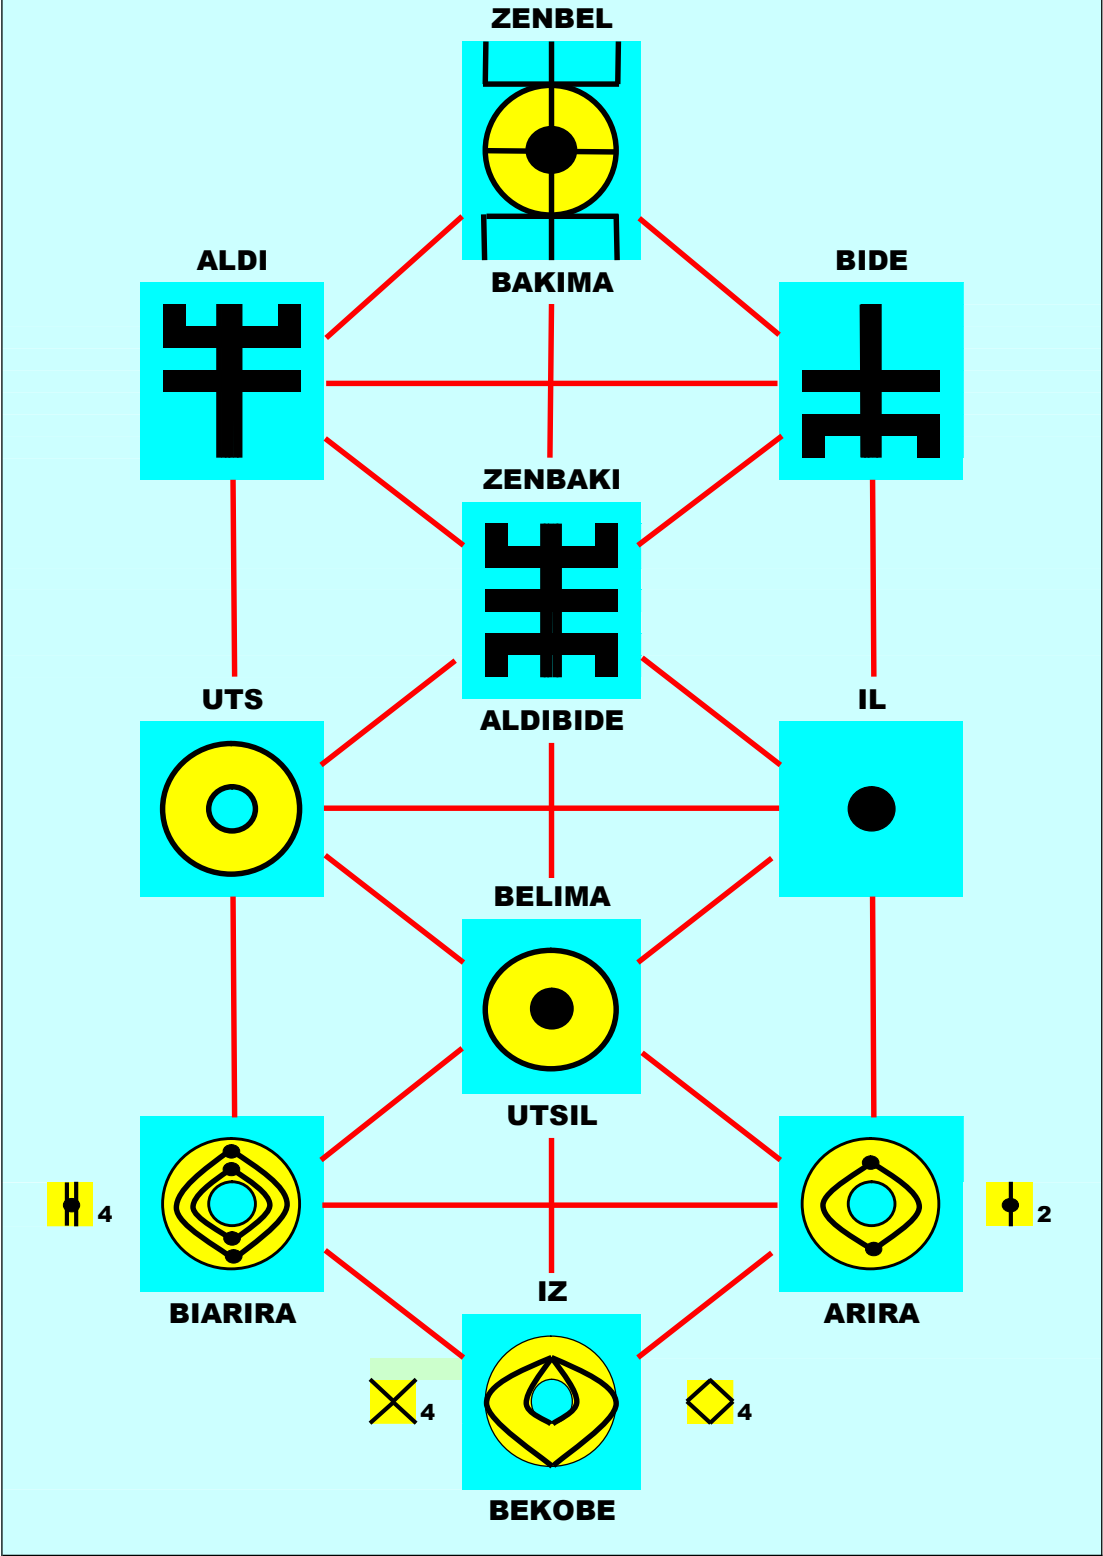 ZENBEL
ALDI
BIDE
BAKIMA
ZENBAKI
UTS
IL
ALDIBIDE
BELIMA
UTSIL
4
2
IZ
BIARIRA
ARIRA
4
4
BEKOBE